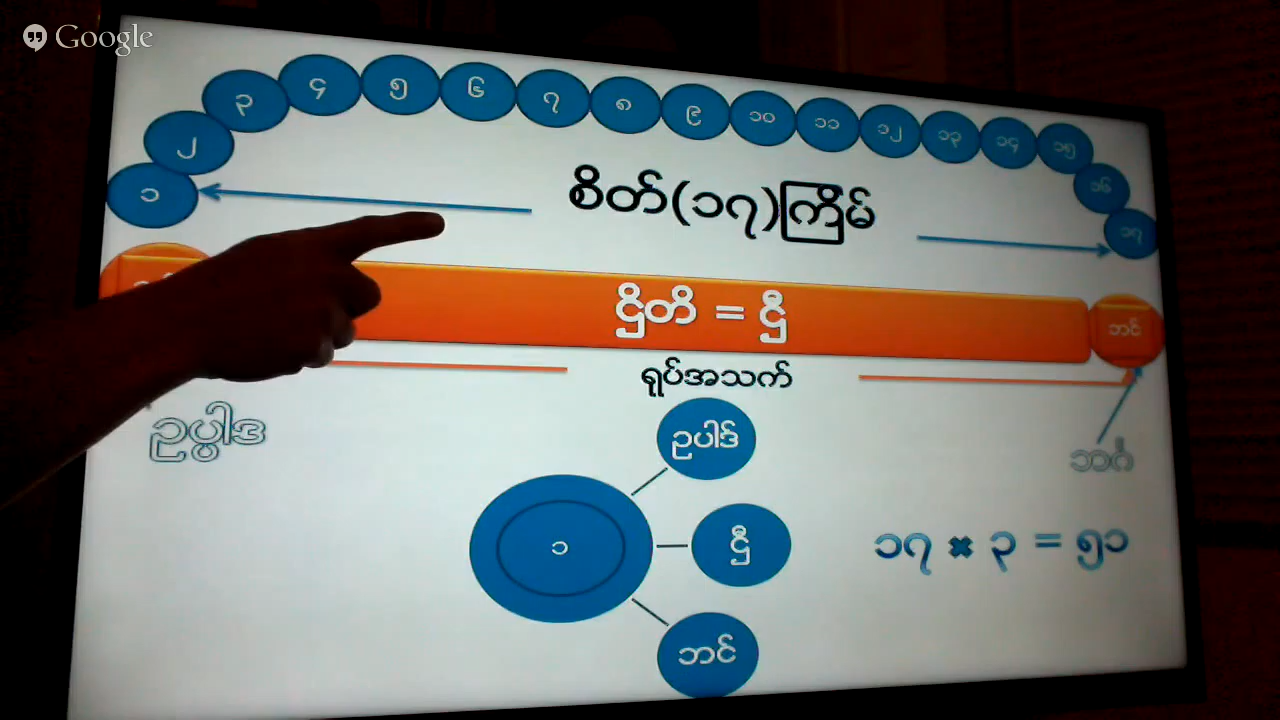 Google
၁ ၂ ၃ ၄ ၅ ၆ ၇ ၈ ၉ ၁၀ ၁၁ ၁၂ ၁၃ ၁၄ ၁၅ ၁၆ ၁၇
စိတ်(၁၇)ကြိမ်
ဌိတိ = ဌီ
ဘင်
ရုပ်အသက်
ဥပ္ပါဒ
ဘင်္ဂ
ဥပါဒ်
၁
ဌီ
၁၇ × ၃ = ၅၁
ဘင်